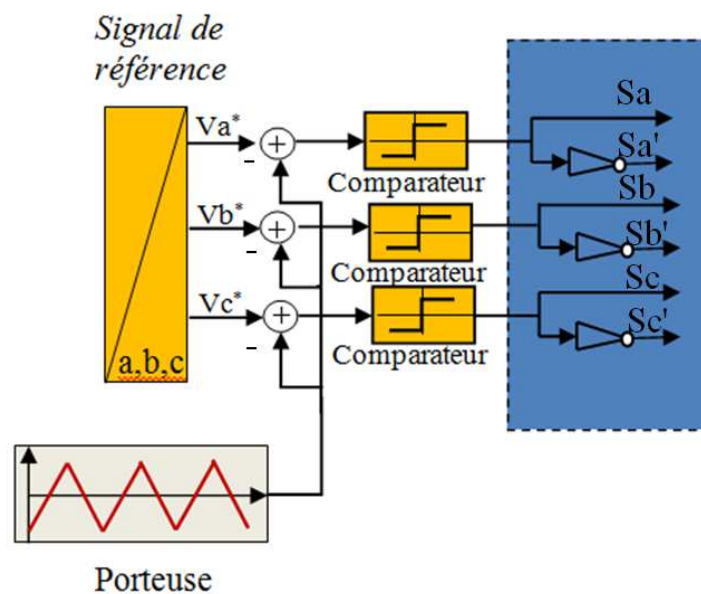 Signal de
référence
Va*
Vb*
Vc*
a,b,c
+
-
+
-
+
-
Comparateur
Comparateur
Comparateur
Sa
Sa'
Sb
Sb'
Sc
Sc'
Porteuse